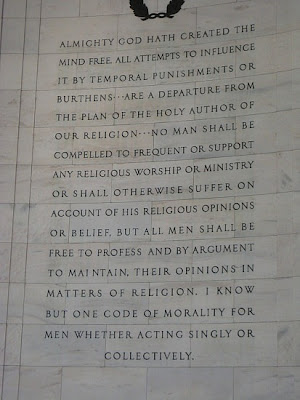 ALMIGHTY GOD HATH CREATED THE
MIND FREE. ALL ATTEMPTS TO INFLUENCE
IT BY TEMPORAL PUNISHMENTS OR
BURTHENS···ARE A DEPARTURE FROM
THE PLAN OF THE HOLY AUTHOR OF
OUR RELIGION···NO MAN SHALL BE
COMPELLED TO FREQUENT OR SUPPORT
ANY RELIGIOUS WORSHIP OR MINISTRY
OR SHALL OTHERWISE SUFFER ON
ACCOUNT OF HIS RELIGIOUS OPINIONS
OR BELIEF, BUT ALL MEN SHALL BE
FREE TO PROFESS AND BY ARGUMENT
TO MAINTAIN, THEIR OPINIONS IN
MATTERS OF RELIGION. I KNOW
BUT ONE CODE OF MORALITY FOR
MEN WHETHER ACTING SINGLY OR
COLLECTIVELY.